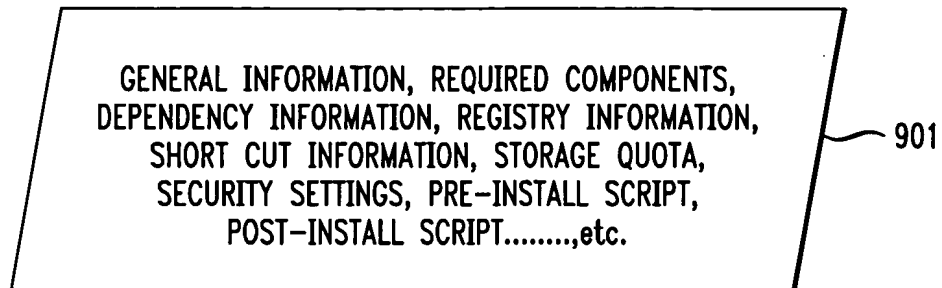 GENERAL INFORMATION, REQUIRED COMPONENTS,
DEPENDENCY INFORMATION, REGISTRY INFORMATION,
SHORT CUT INFORMATION, STORAGE QUOTA,
SECURITY SETTINGS, PRE-INSTALL SCRIPT,
POST-INSTALL SCRIPT........,etc.
901